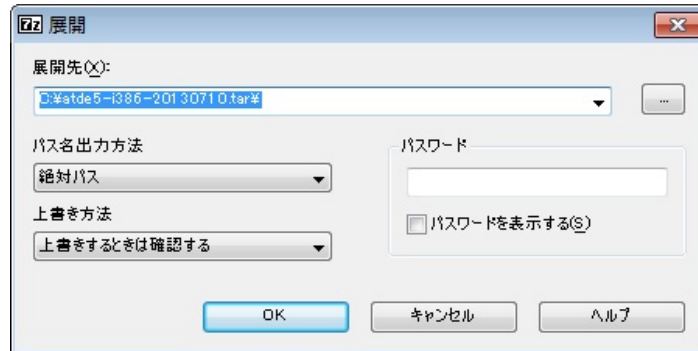 7z 展開
展開先(X):
C:¥atde5-i386-20130710.tar¥
...
パス名出力方法
絶対パス
上書き方法
上書きするときは確認する
パスワード
パスワードを表示する(S)
OK
キャンセル
ヘルプ